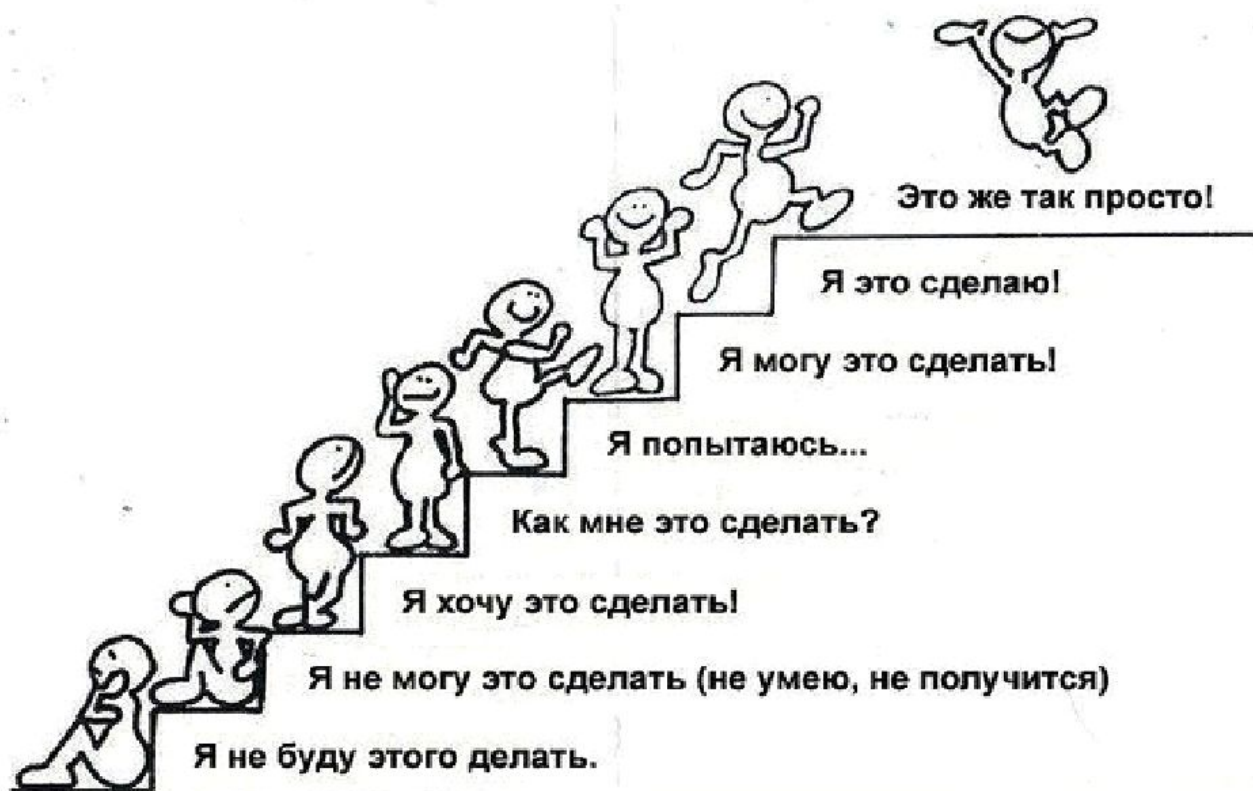 Это же так просто!
Я это сделаю!
Я могу это сделать!
Я попытаюсь...
Как мне это сделать?
Я хочу это сделать!
Я не могу это сделать (не умею, не получится)
Я не буду этого делать.